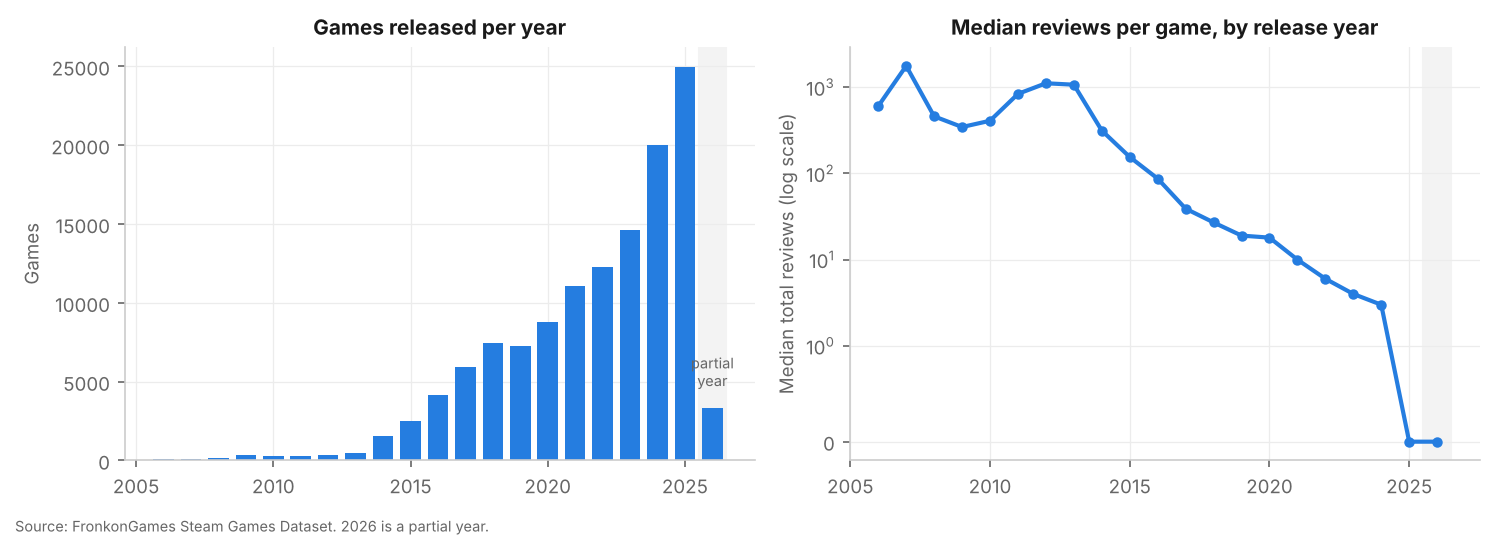 Games released per year
Games
25000
20000
15000
10000
5000
0
partial
year
2005 2010 2015 2020 2025
Median reviews per game, by release year
Median total reviews (log scale)
10³
10²
10¹
10⁰
0
2005 2010 2015 2020 2025
Source: FronkonGames Steam Games Dataset. 2026 is a partial year.